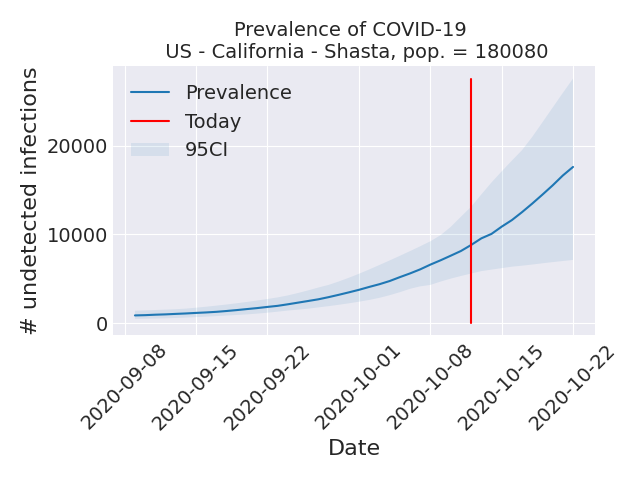 Prevalence of COVID-19
US - California - Shasta, pop. = 180080
# undetected infections
Prevalence
Today
95CI
20000
10000
0
2020-09-08
2020-09-15
2020-09-22
2020-10-01
2020-10-08
2020-10-15
2020-10-22
Date